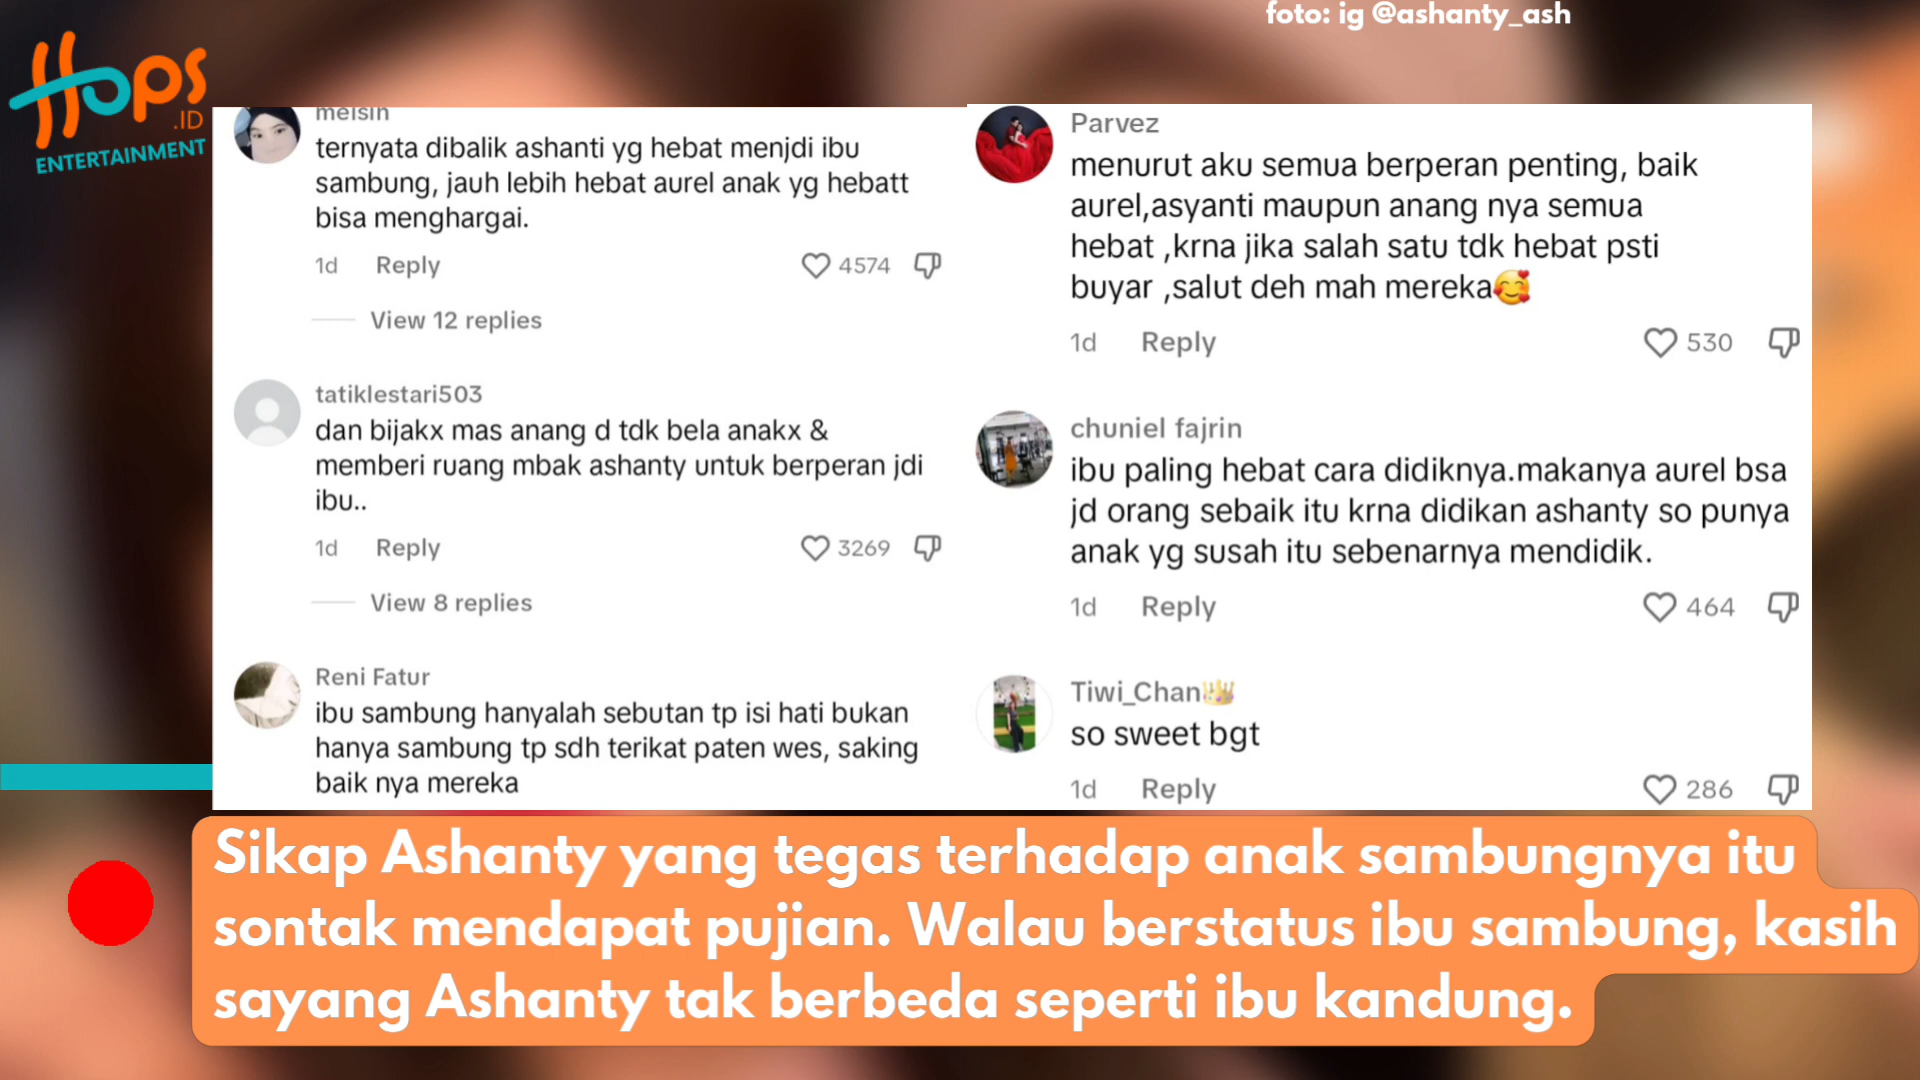 foto: ig @ashanty_ash
Hops
.ID
ENTERTAINMENT
meisin
ternyata dibalik ashanti yg hebat menjdi ibu
sambung, jauh lebih hebat aurel anak yg hebatt
bisa menghargai.
1d Reply 4574
View 12 replies
tatiklestari503
dan bijakx mas anang d tdk bela anakx &
memberi ruang mbak ashanty untuk berperan jdi
ibu..
1d Reply 3269
View 8 replies
Reni Fatur
ibu sambung hanyalah sebutan tp isi hati bukan
hanya sambung tp sdh terikat paten wes, saking
baik nya mereka
Parvez
menurut aku semua berperan penting, baik
aurel,asyanti maupun anang nya semua
hebat ,krna jika salah satu tdk hebat psti
buyar ,salut deh mah mereka🥰
1d Reply 530
chuniel fajrin
ibu paling hebat cara didiknya.makanya aurel bsa
jd orang sebaik itu krna didikan ashanty so punya
anak yg susah itu sebenarnya mendidik.
1d Reply 464
Tiwi_Chan👑
so sweet bgt
1d Reply 286
Sikap Ashanty yang tegas terhadap anak sambungnya itu
sontak mendapat pujian. Walau berstatus ibu sambung, kasih
sayang Ashanty tak berbeda seperti ibu kandung.